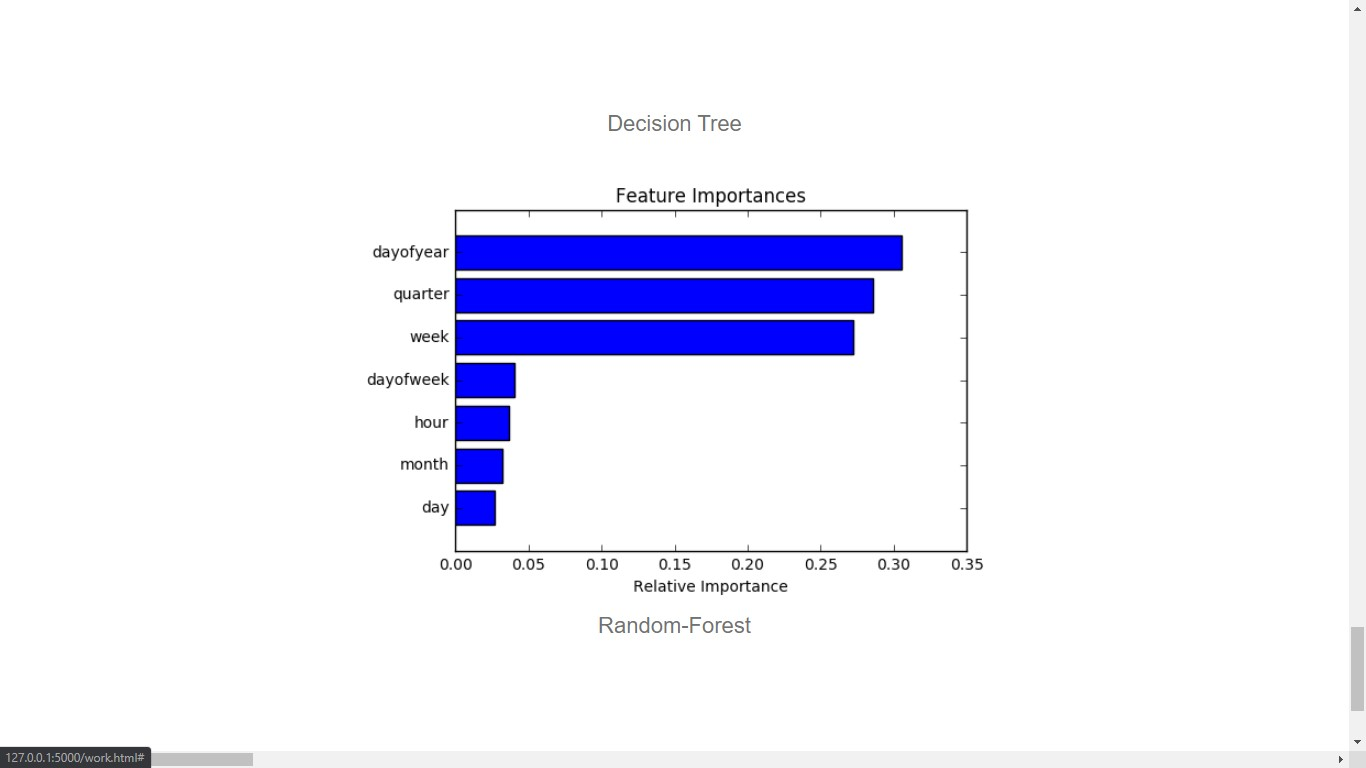 Decision Tree
Feature Importances
dayofyear
quarter
week
dayofweek
hour
month
day
0.00 0.05 0.10 0.15 0.20 0.25 0.30 0.35
Relative Importance
Random-Forest
127.0.0.1:5000/work.html#